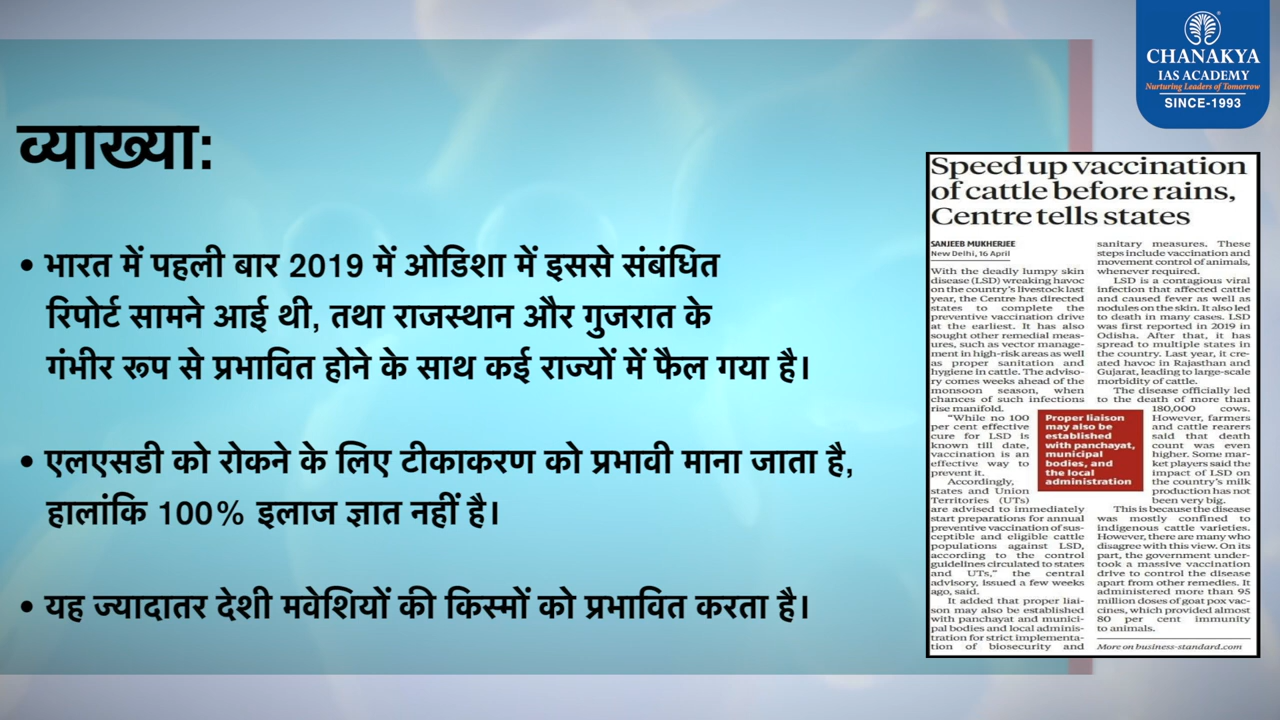 CHANAKYA
IAS ACADEMY
Nurturing Leaders of Tomorrow
SINCE-1993
व्याख्या:
• भारत में पहली बार 2019 में ओडिशा में इससे संबंधित
रिपोर्ट सामने आई थी, तथा राजस्थान और गुजरात के
गंभीर रूप से प्रभावित होने के साथ कई राज्यों में फैल गया है।
• एलएसडी को रोकने के लिए टीकाकरण को प्रभावी माना जाता है,
हालांकि 100% इलाज ज्ञात नहीं है।
• यह ज्यादातर देशी मवेशियों की किस्मों को प्रभावित करता है।
Speed up vaccination
of cattle before rains,
Centre tells states
SANJEEB MUKHERJEE
New Delhi, 16 April
With the deadly lumpy skin
disease (LSD) wreaking havoc
on the country's livestock last
year, the Centre has directed
states to complete the
preventive vaccination drive
at the earliest. It has also
sought other remedial meas-
ures, such as vector manage-
ment in high-risk areas as well
as proper sanitation and
hygiene in cattle. The adviso-
ry comes weeks ahead of the
monsoon season, when
chances of such infections
rise manifold.
"While no 100
per cent effective
cure for LSD is
known till date,
vaccination is an
effective way to
prevent it.
Accordingly,
states and Union
Territories (UTs)
are advised to immediately
start preparations for annual
preventive vaccination of sus-
ceptible and eligible cattle
populations against LSD,
according to the control
guidelines circulated to states
and UTs," the central
advisory, issued a few weeks
ago, said.
It added that proper liai-
son may also be established
with panchayat and munici-
pal bodies and local adminis-
tration for strict implementa-
tion of biosecurity and
Proper liaison
may also be
established
with panchayat,
municipal
bodies, and
the local
administration
sanitary measures. These
steps include vaccination and
movement control of animals,
whenever required.
LSD is a contagious viral
infection that affected cattle
and caused fever as well as
nodules on the skin. It also led
to death in many cases. LSD
was first reported in 2019 in
Odisha. After that, it has
spread to multiple states in
the country. Last year, it cre-
ated havoc in Rajasthan and
Gujarat, leading to large-scale
morbidity of cattle.
The disease officially led
to the death of more than
180,000 cows.
However, farmers
and cattle rearers
said that death
count was even
higher. Some mar-
ket players said the
impact of LSD on
the country's milk
production has not
been very big.
This is because the disease
was mostly confined to
indigenous cattle varieties.
However, there are many who
disagree with this view. On its
part, the government under-
took a massive vaccination
drive to control the disease
apart from other remedies. It
administered more than 95
million doses of goat pox vac-
cines, which provided almost
80 per cent immunity
to animals.
More on business-standard.com